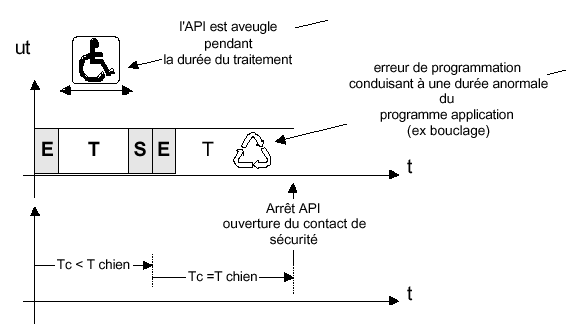 l'API est aveugle
pendant
la durée du traitement
ut
erreur de programmation
conduisant à une durée anormale
du
programme application
(ex bouclage)
E T S E T
t
Arrêt API
ouverture du contact de
sécurité
Tc < T chien
Tc =T chien
t